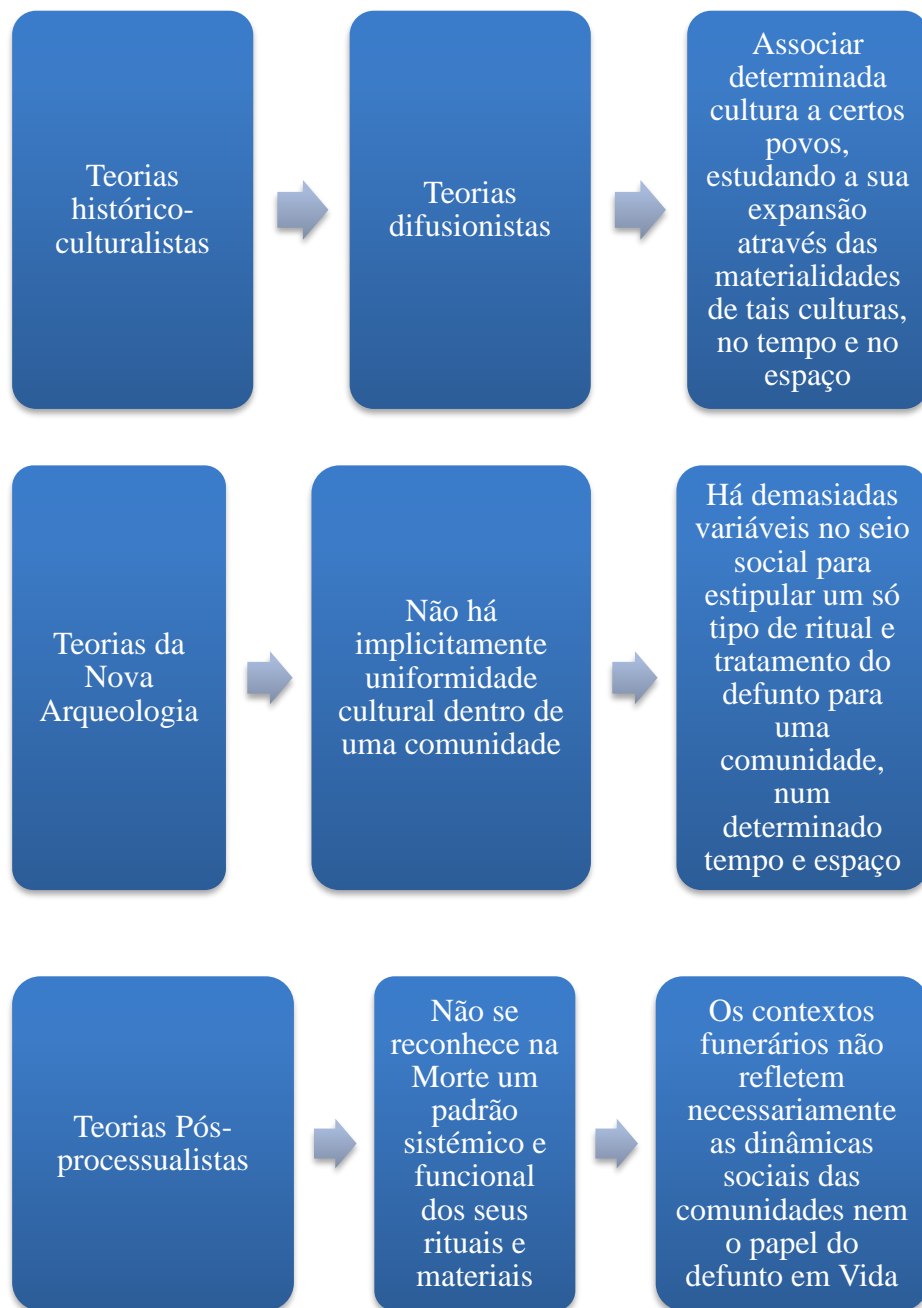 Teorias
histórico-
culturalistas
Teorias
difusionistas
Associar
determinada
cultura a certos
povos,
estudando a sua
expansão
através das
materialidades
de tais culturas,
no tempo e no
espaço
Teorias da
Nova
Arqueologia
Não há
implicitamente
uniformidade
cultural dentro de
uma comunidade
Há demasiadas
variáveis no seio
social para
estipular um só
tipo de ritual e
tratamento do
defunto para
uma
comunidade,
num
determinado
tempo e espaço
Teorias Pós-
processualistas
Não se
reconhece na
Morte um
padrão
sistémico e
funcional
dos seus
rituais e
materiais
Os contextos
funerários não
refletem
necessariamente
as dinâmicas
sociais das
comunidades nem
o papel do
defunto em Vida